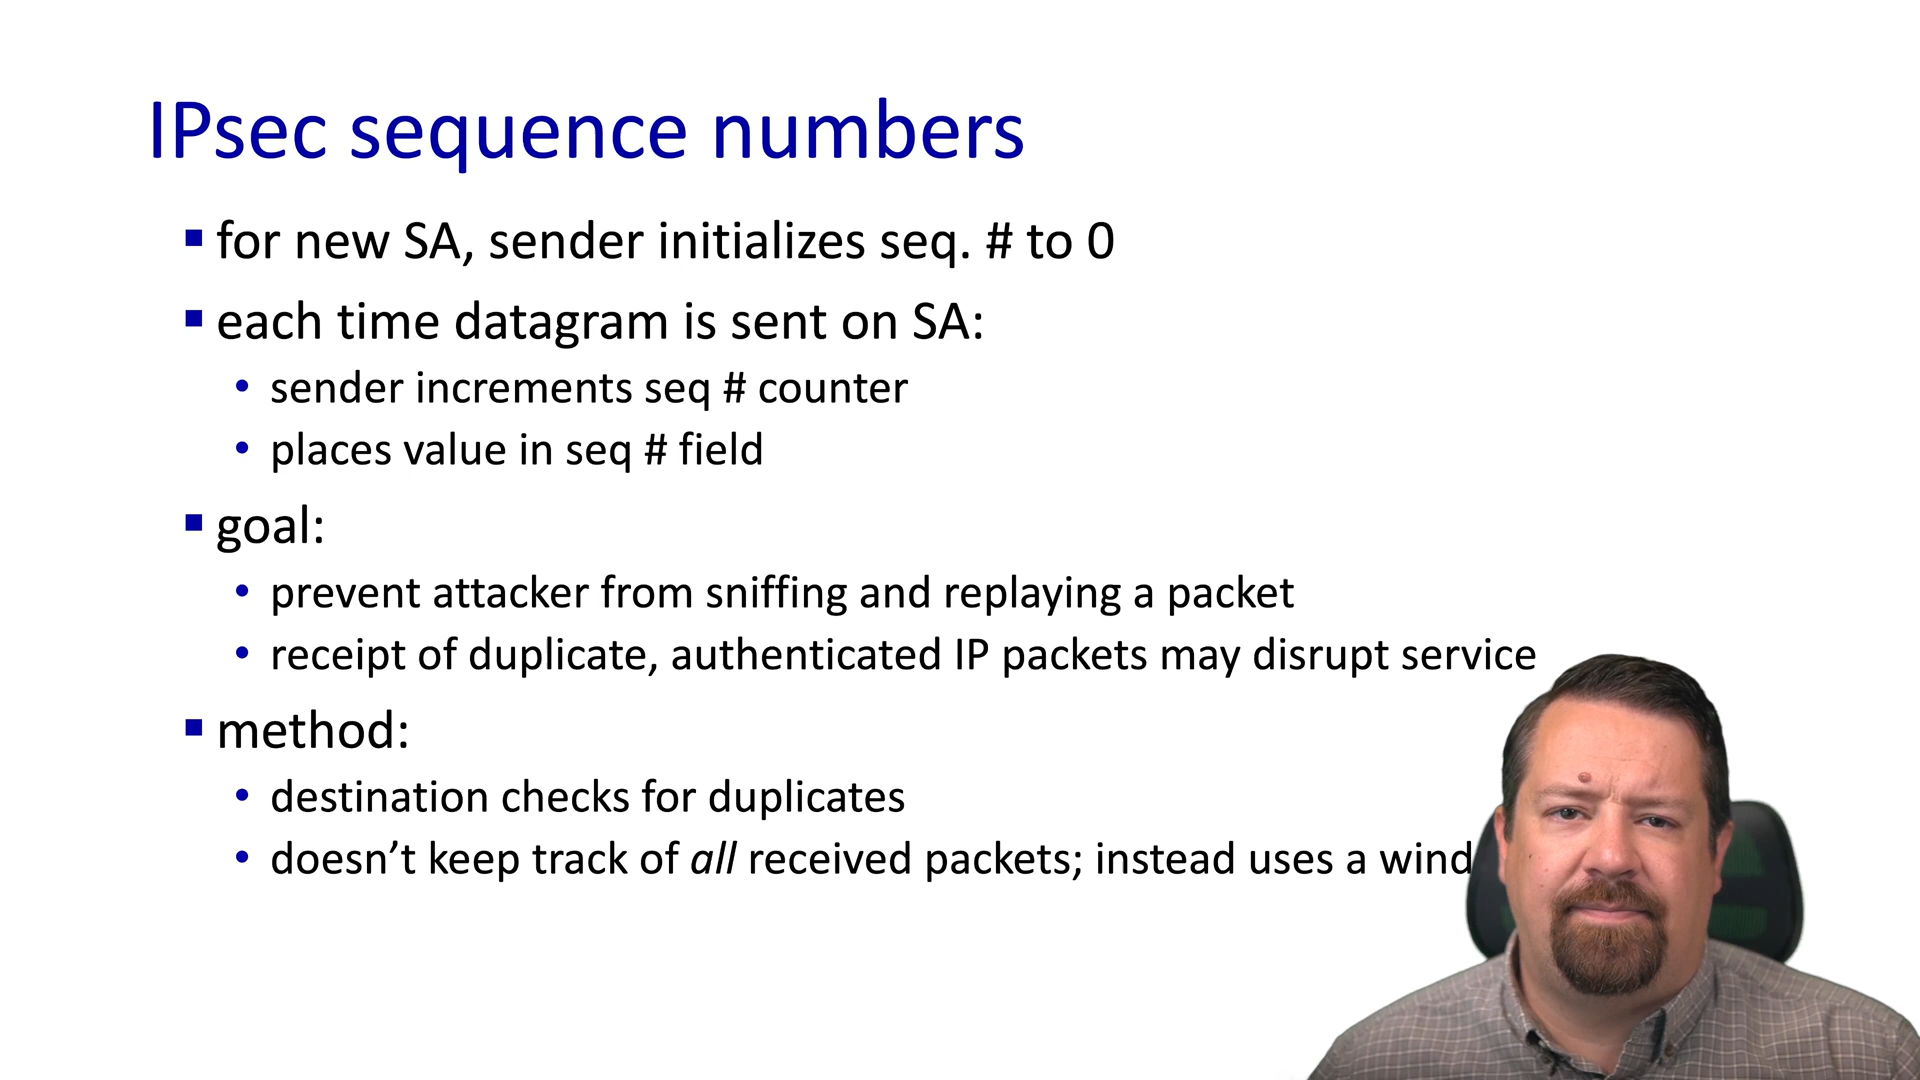 IPsec sequence numbers
for new SA, sender initializes seq. # to 0
each time datagram is sent on SA:
sender increments seq # counter
places value in seq # field
goal:
prevent attacker from sniffing and replaying a packet
receipt of duplicate, authenticated IP packets may disrupt service
method:
destination checks for duplicates
doesn’t keep track of all received packets; instead uses a wind